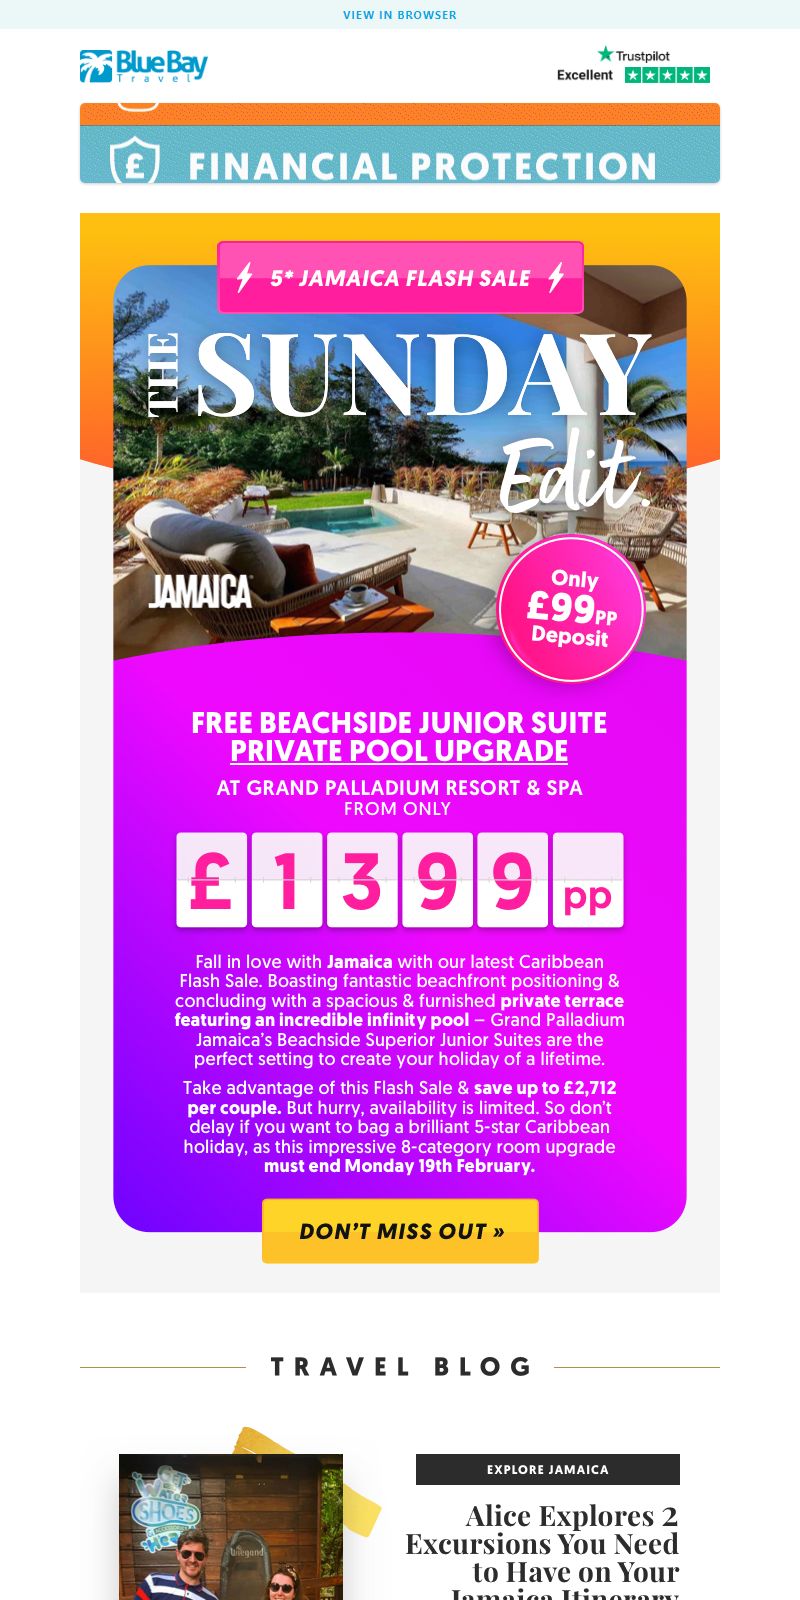 VIEW IN BROWSER
Blue Bay
Travel
Trustpilot
Excellent
£ FINANCIAL PROTECTION
5* JAMAICA FLASH SALE
THE SUNDAY
Edit.
JAMAICA
Only
£99PP
Deposit
FREE BEACHSIDE JUNIOR SUITE
PRIVATE POOL UPGRADE
AT GRAND PALLADIUM RESORT & SPA
FROM ONLY
£1399pp
Fall in love with Jamaica with our latest Caribbean
Flash Sale. Boasting fantastic beachfront positioning &
concluding with a spacious & furnished private terrace
featuring an incredible infinity pool – Grand Palladium
Jamaica's Beachside Superior Junior Suites are the
perfect setting to create your holiday of a lifetime.
Take advantage of this Flash Sale & save up to £2,712
per couple. But hurry, availability is limited. So don't
delay if you want to bag a brilliant 5-star Caribbean
holiday, as this impressive 8-category room upgrade
must end Monday 19th February.
DON'T MISS OUT »
TRAVEL BLOG
EXPLORE JAMAICA
Alice Explores 2
Excursions You Need
to Have on Your
Jamaica Itinerary
SHOES